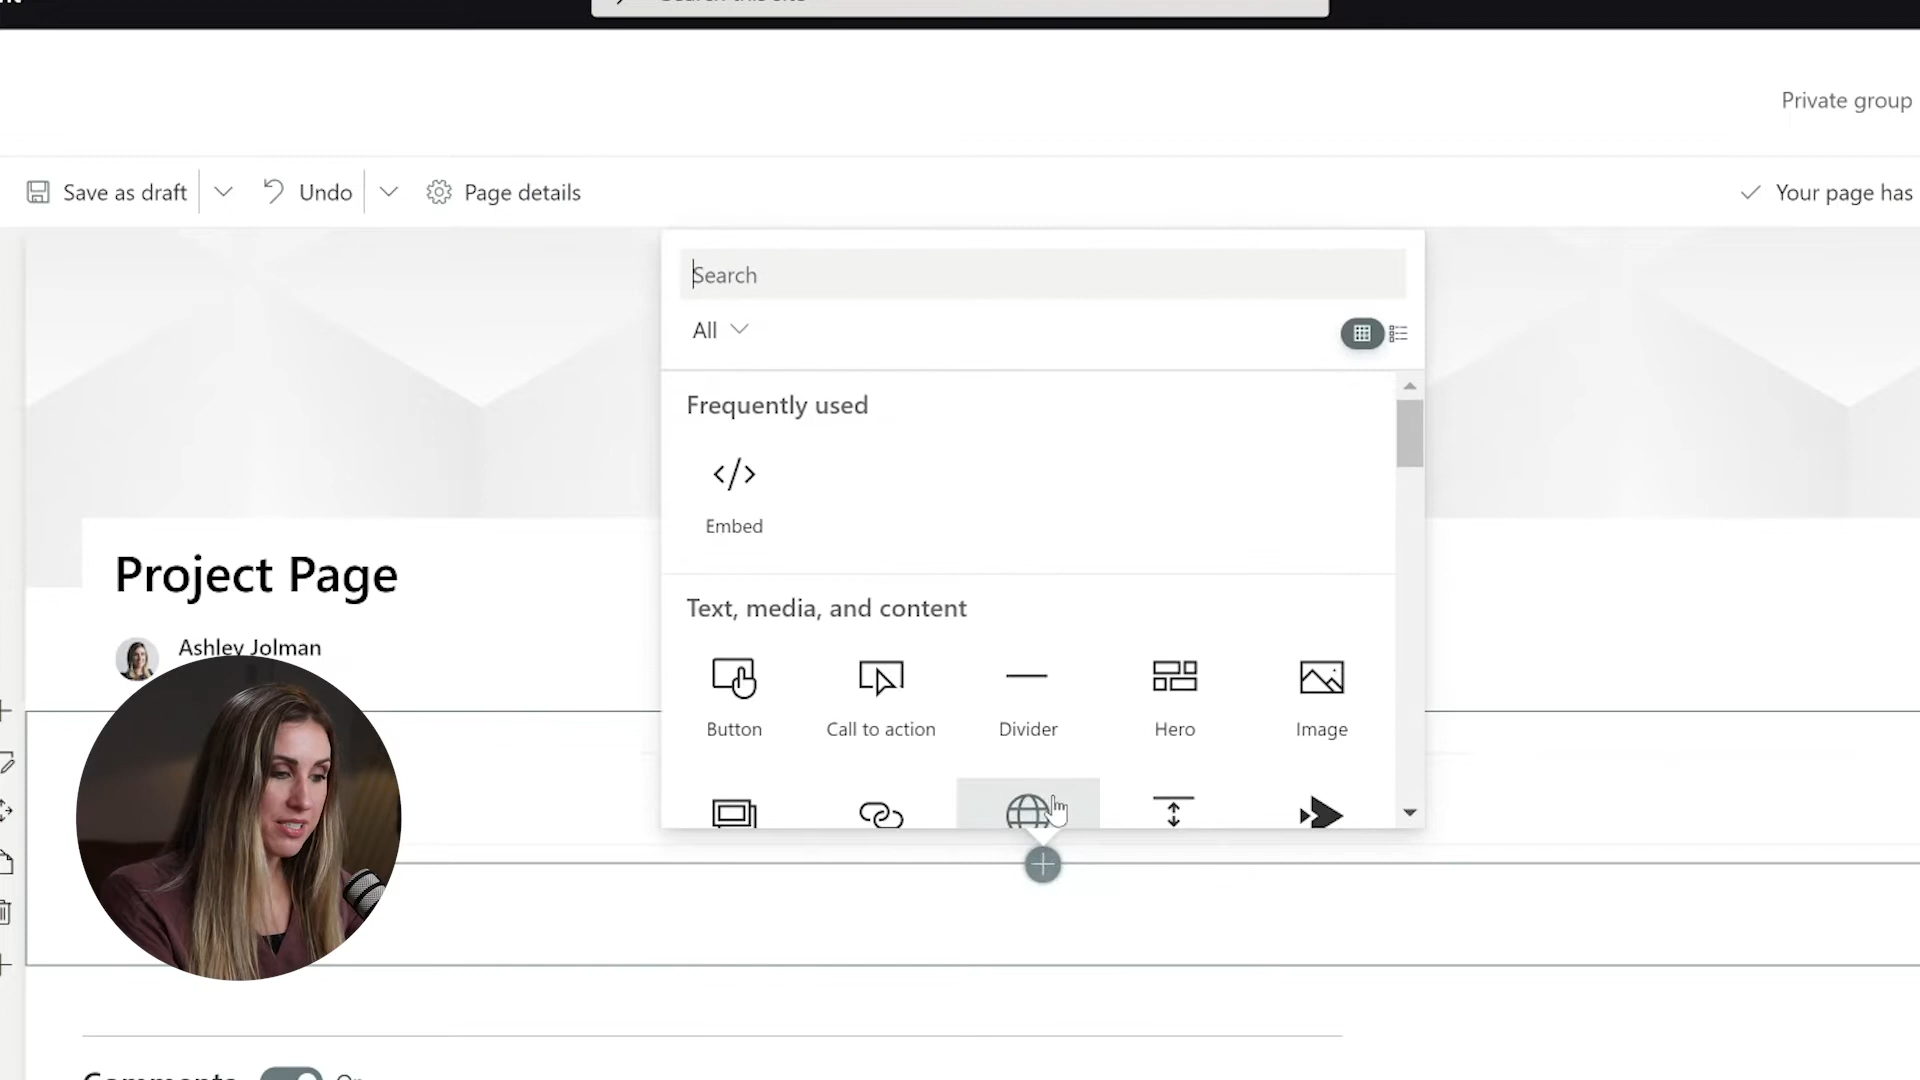 Private group
Save as draft
Undo
Page details
Your page has
Search
All
Frequently used
Embed
Project Page
Text, media, and content
Ashley Jolman
Button
Call to action
Divider
Hero
Image